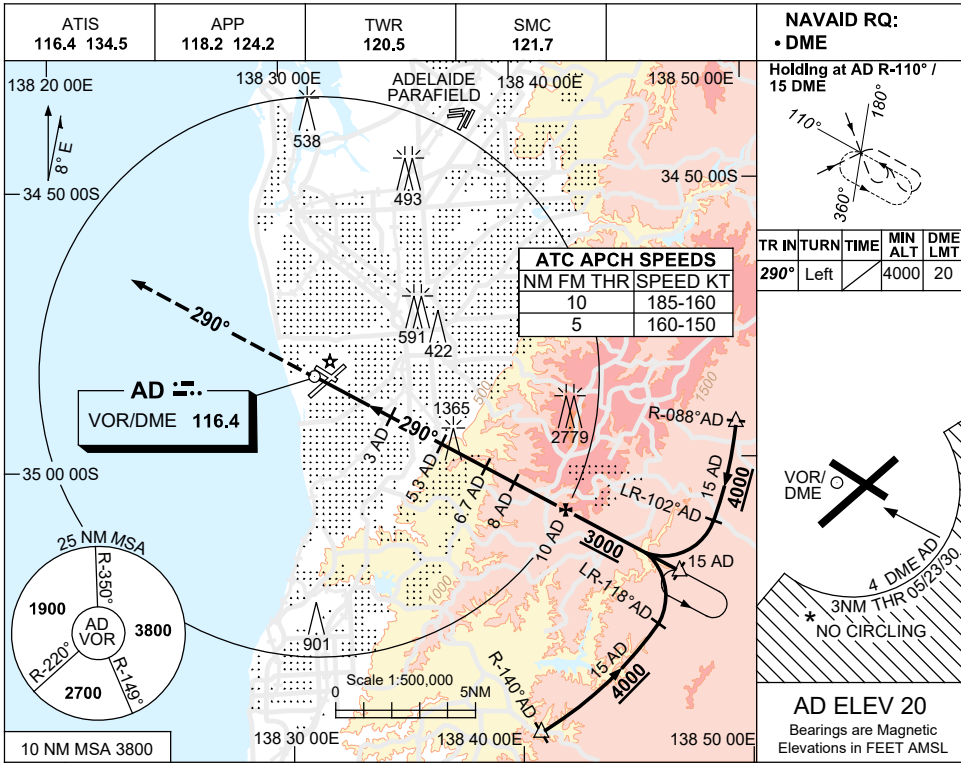 ATIS
116.4 134.5
APP
118.2 124.2
TWR
120.5
SMC
121.7
NAVAID RQ:
• DME
Holding at AD R-110° /
15 DME
110°
180°
360°
TR IN TURN TIME MIN ALT DME LMT
290° Left 4000 20
138 20 00E
138 30 00E
138 40 00E
138 50 00E
ADELAIDE
PARAFIELD
8° E
538
493
34 50 00S
34 50 00S
ATC APCH SPEEDS
NM FM THR SPEED KT
10 185-160
5 160-150
290°
591
422
500
1500
AD
VOR/DME 116.4
1365
2779
R-088°AD
290°
3 AD
5.3 AD
6.7 AD
8 AD
10 AD
15 AD
4000
LR-102°AD
3000
15 AD
LR-118°AD
35 00 00S
1000
25 NM MSA
R-350°
1900
3800
AD
VOR
R-220°
R-149°
2700
901
R-140°AD
15 AD
4000
Scale 1:500,000
0 5NM
10 NM MSA 3800
138 30 00E
138 40 00E
138 50 00E
VOR/
DME
4 DME AD
3NM THR 05/23/30
* NO CIRCLING
AD ELEV 20
Bearings are Magnetic
Elevations in FEET AMSL